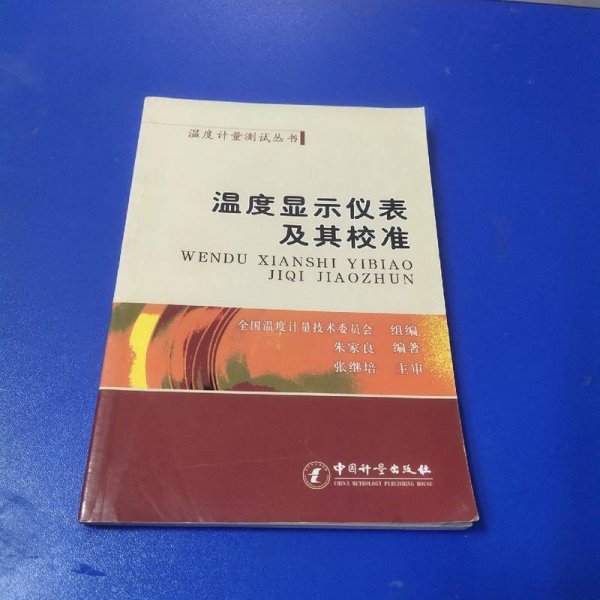 温度计量测试丛书
温度显示仪表
及其校准
WENDU XIANSHI YIBIAO
JIQI JIAOZHUN
全国温度计量技术委员会 组编
朱家良 编著
张继培 主审
中国计量出版社
CHINA METROLOGY PUBLISHING HOUSE